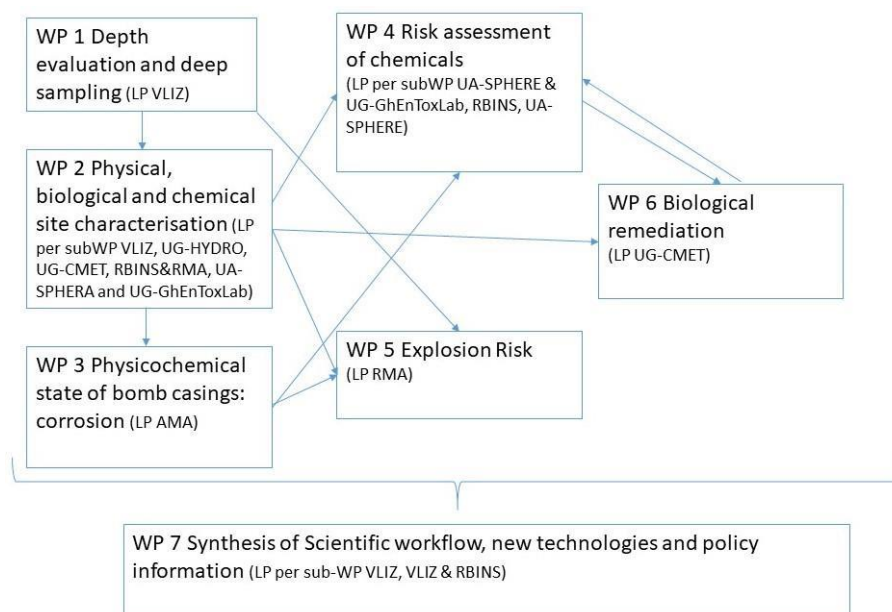 WP 1 Depth
evaluation and deep
sampling (LP VLIZ)
WP 2 Physical,
biological and chemical
site characterisation (LP
per subWP VLIZ, UG-HYDRO,
UG-CMET, RBINS&RMA, UA-
SPHERA and UG-GhEnToxLab)
WP 3 Physicochemical
state of bomb casings:
corrosion (LP AMA)
WP 4 Risk assessment
of chemicals
(LP per subWP UA-SPHERE &
UG-GhEnToxLab, RBINS, UA-
SPHERE)
WP 5 Explosion Risk
(LP RMA)
WP 6 Biological
remediation
(LP UG-CMET)
WP 7 Synthesis of Scientific workflow, new technologies and policy
information (LP per sub-WP VLIZ, VLIZ & RBINS)